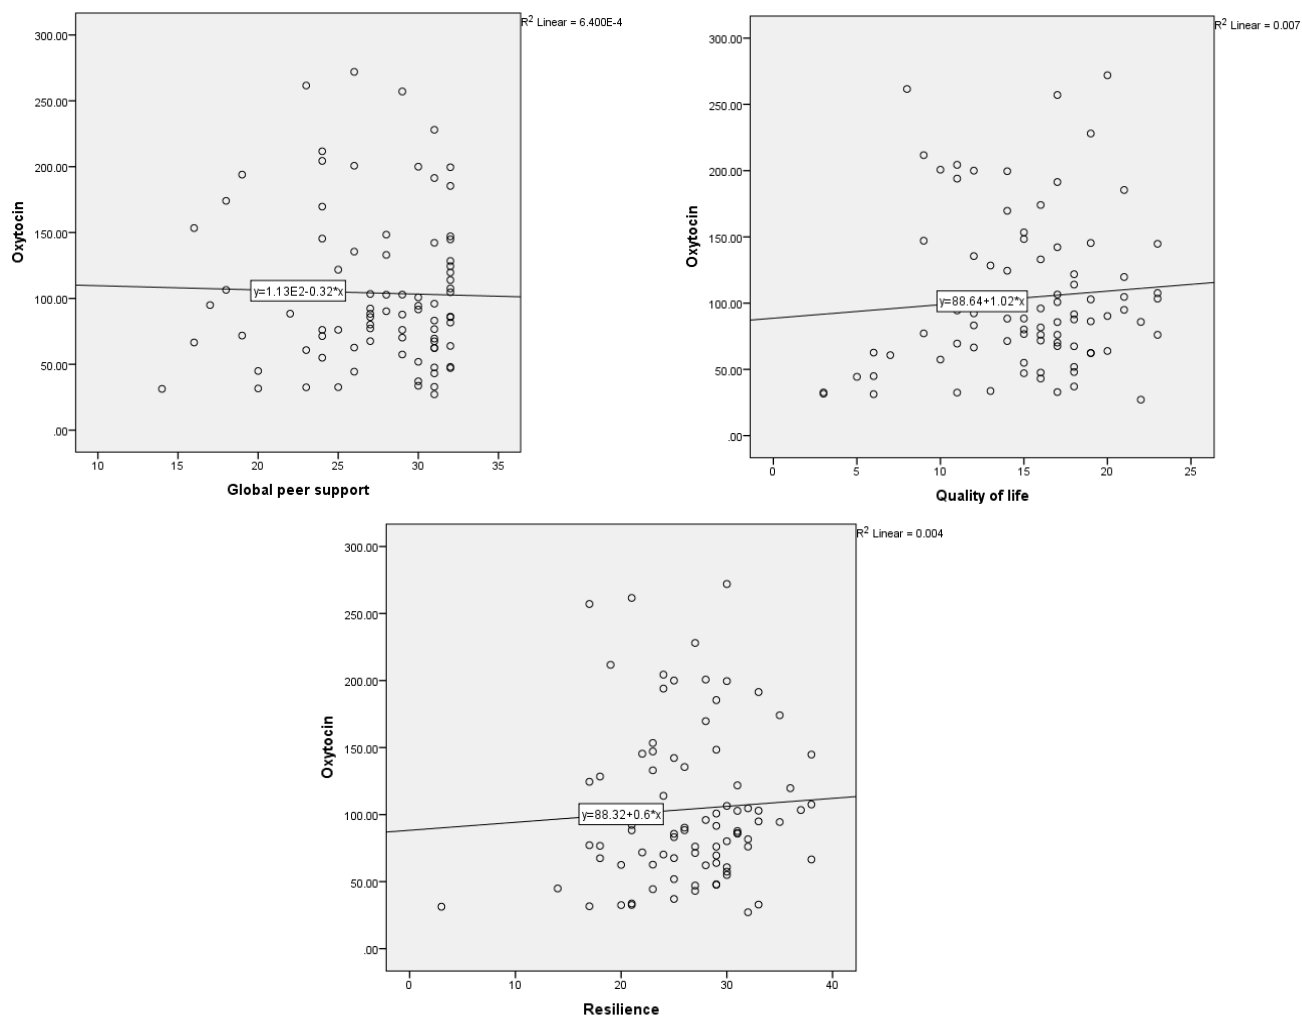 R² Linear = 6.400E-4
300.00
250.00
200.00
150.00
100.00
50.00
.00
Oxytocin
y=1.13E2-0.32*x
10 15 20 25 30 35
Global peer support
R² Linear = 0.007
300.00
250.00
200.00
150.00
100.00
50.00
.00
Oxytocin
y=88.64+1.02*x
0 5 10 15 20 25
Quality of life
R² Linear = 0.004
300.00
250.00
200.00
150.00
100.00
50.00
.00
Oxytocin
y=88.32+0.6*x
0 10 20 30 40
Resilience